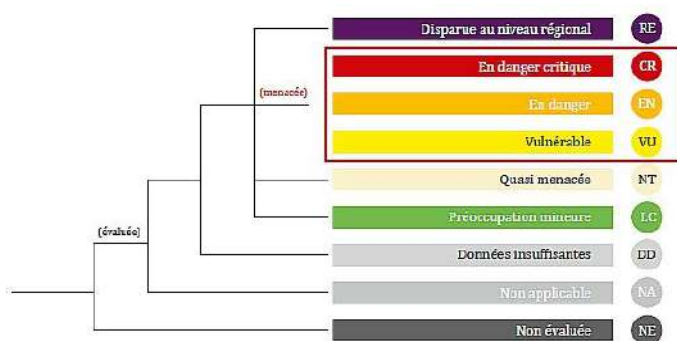 Disparue au niveau régional RE
En danger critique CR
(menacée)
En danger EN
Vulnérable VU
Quasi menacée NT
Préoccupation mineure LC
(évaluée)
Données insuffisantes DD
Non applicable NA
Non évaluée NE